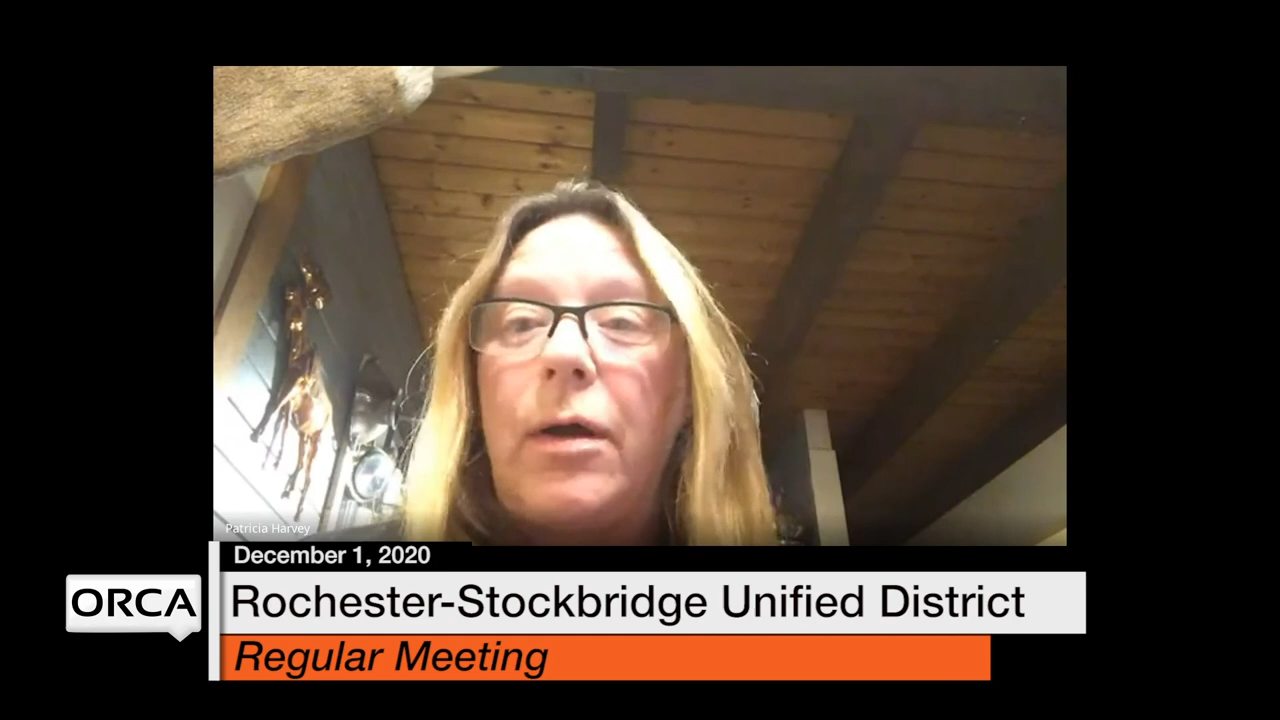 Patricia Harvey
December 1, 2020
ORCA
Rochester-Stockbridge Unified District
Regular Meeting